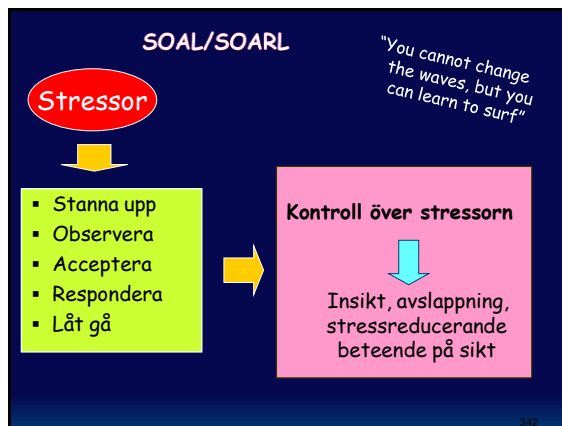 SOAL/SOARL
"You cannot change
the waves, but you
can learn to surf"
Stressor
▪ Stanna upp
▪ Observera
▪ Acceptera
▪ Respondera
▪ Låt gå
Kontroll över stressorn
Insikt, avslappning,
stressreducerande
beteende på sikt
342